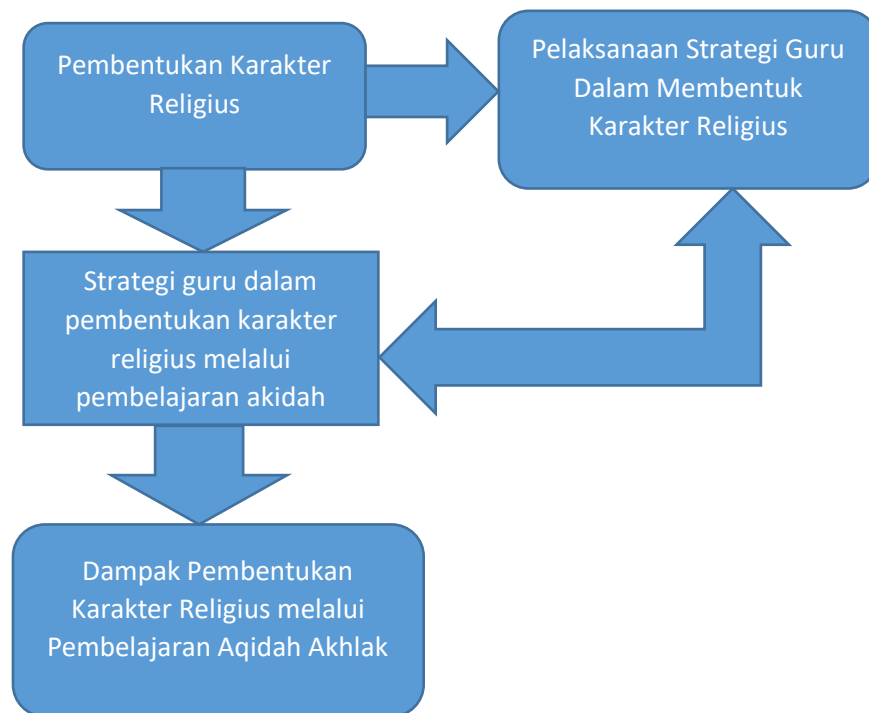 Pembentukan Karakter
Religius
Pelaksanaan Strategi Guru
Dalam Membentuk
Karakter Religius
Strategi guru dalam
pembentukan karakter
religius melalui
pembelajaran akidah
Dampak Pembentukan
Karakter Religius melalui
Pembelajaran Aqidah Akhlak